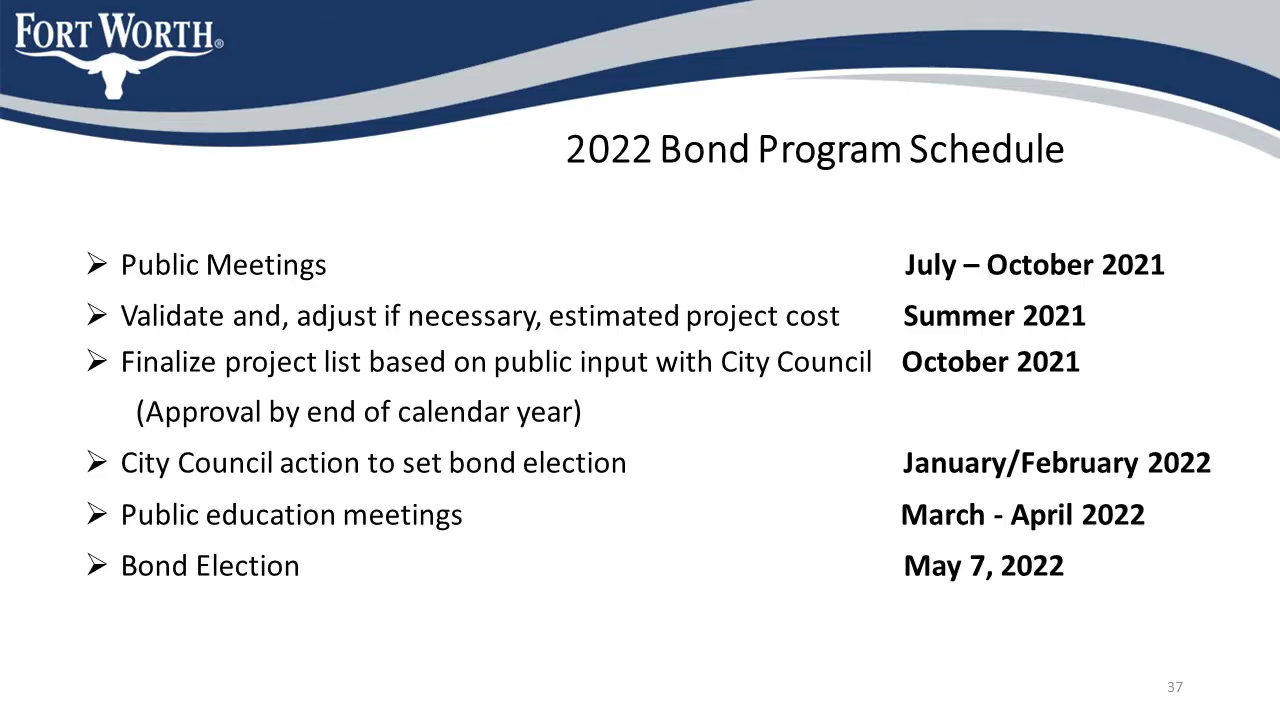 FORT WORTH®
2022 Bond Program Schedule
➢ Public Meetings July – October 2021
➢ Validate and, adjust if necessary, estimated project cost Summer 2021
➢ Finalize project list based on public input with City Council October 2021
(Approval by end of calendar year)
➢ City Council action to set bond election January/February 2022
➢ Public education meetings March - April 2022
➢ Bond Election May 7, 2022
37